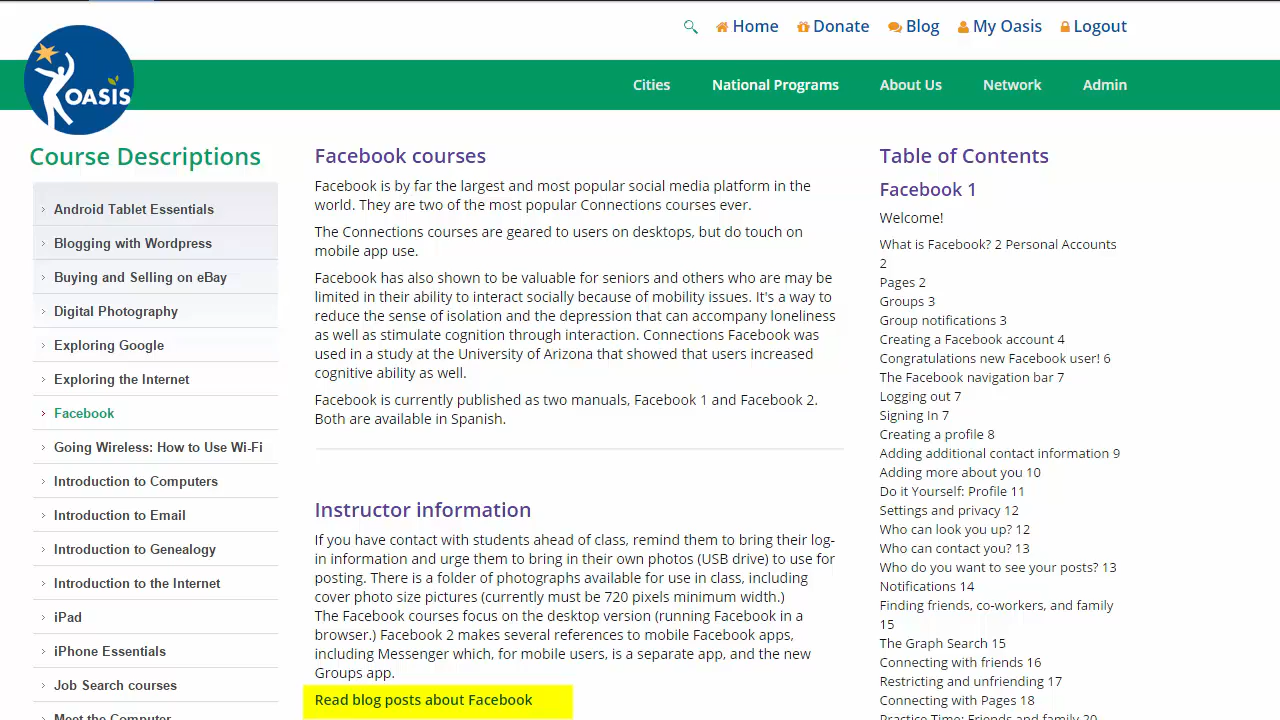 Home Donate Blog My Oasis Logout
OASIS
Cities National Programs About Us Network Admin
Course Descriptions
Android Tablet Essentials
Blogging with Wordpress
Buying and Selling on eBay
Digital Photography
Exploring Google
Exploring the Internet
Facebook
Going Wireless: How to Use Wi-Fi
Introduction to Computers
Introduction to Email
Introduction to Genealogy
Introduction to the Internet
iPad
iPhone Essentials
Job Search courses
Meet the Computer
Facebook courses
Facebook is by far the largest and most popular social media platform in the
world. They are two of the most popular Connections courses ever.
The Connections courses are geared to users on desktops, but do touch on
mobile app use.
Facebook has also shown to be valuable for seniors and others who are may be
limited in their ability to interact socially because of mobility issues. It's a way to
reduce the sense of isolation and the depression that can accompany loneliness
as well as stimulate cognition through interaction. Connections Facebook was
used in a study at the University of Arizona that showed that users increased
cognitive ability as well.
Facebook is currently published as two manuals, Facebook 1 and Facebook 2.
Both are available in Spanish.
Instructor information
If you have contact with students ahead of class, remind them to bring their log-
in information and urge them to bring in their own photos (USB drive) to use for
posting. There is a folder of photographs available for use in class, including
cover photo size pictures (currently must be 720 pixels minimum width.)
The Facebook courses focus on the desktop version (running Facebook in a
browser.) Facebook 2 makes several references to mobile Facebook apps,
including Messenger which, for mobile users, is a separate app, and the new
Groups app.
Read blog posts about Facebook
Table of Contents
Facebook 1
Welcome!
What is Facebook? 2 Personal Accounts
2
Pages 2
Groups 3
Group notifications 3
Creating a Facebook account 4
Congratulations new Facebook user! 6
The Facebook navigation bar 7
Logging out 7
Signing In 7
Creating a profile 8
Adding additional contact information 9
Adding more about you 10
Do it Yourself: Profile 11
Settings and privacy 12
Who can look you up? 12
Who can contact you? 13
Who do you want to see your posts? 13
Notifications 14
Finding friends, co-workers, and family
15
The Graph Search 15
Connecting with friends 16
Restricting and unfriending 17
Connecting with Pages 18
Practice Time: Friends and family 20